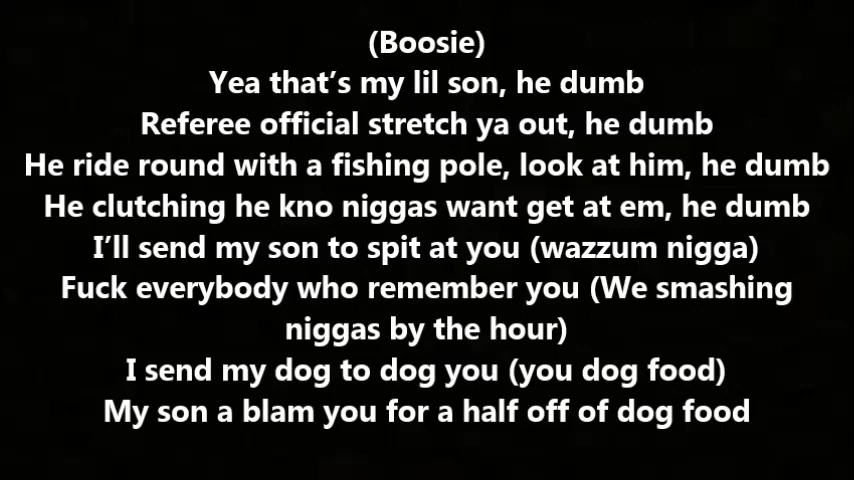 (Boosie)
Yea that's my lil son, he dumb
Referee official stretch ya out, he dumb
He ride round with a fishing pole, look at him, he dumb
He clutching he kno niggas want get at em, he dumb
I'll send my son to spit at you (wazzum nigga)
Fuck everybody who remember you (We smashing
niggas by the hour)
I send my dog to dog you (you dog food)
My son a blam you for a half off of dog food